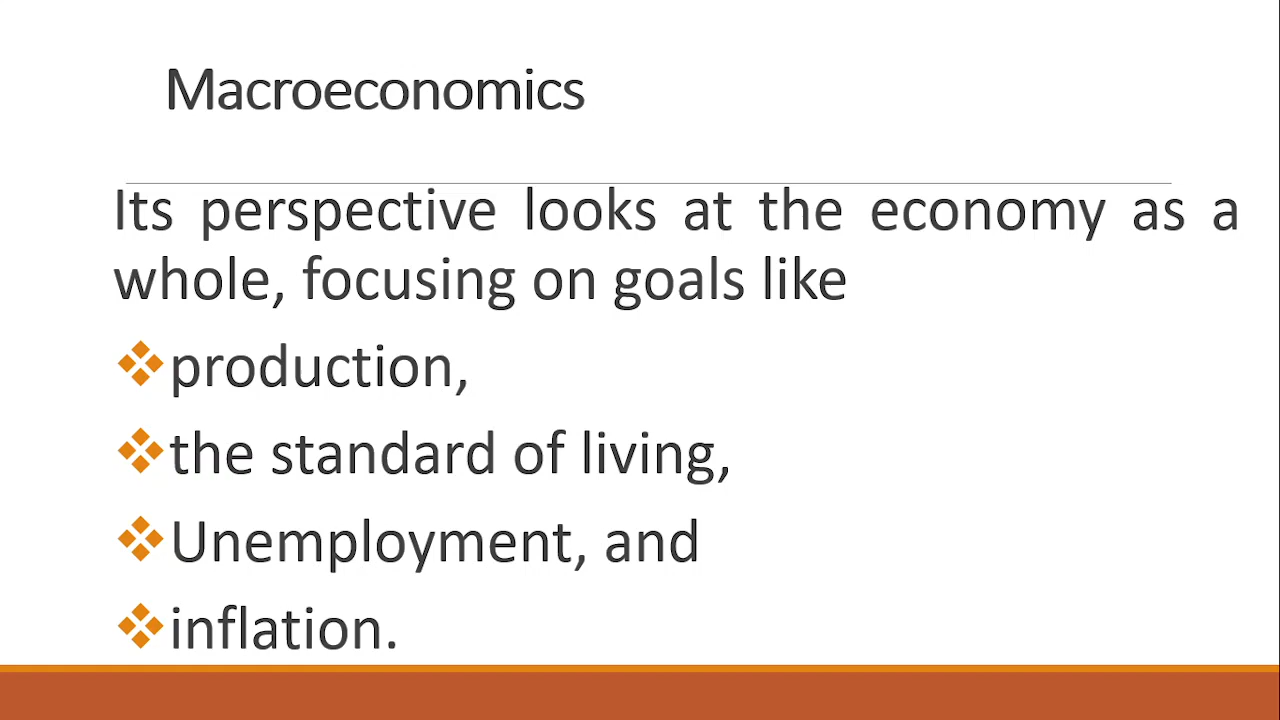 Macroeconomics
Its perspective looks at the economy as a
whole, focusing on goals like
❖production,
❖the standard of living,
❖Unemployment, and
❖inflation.